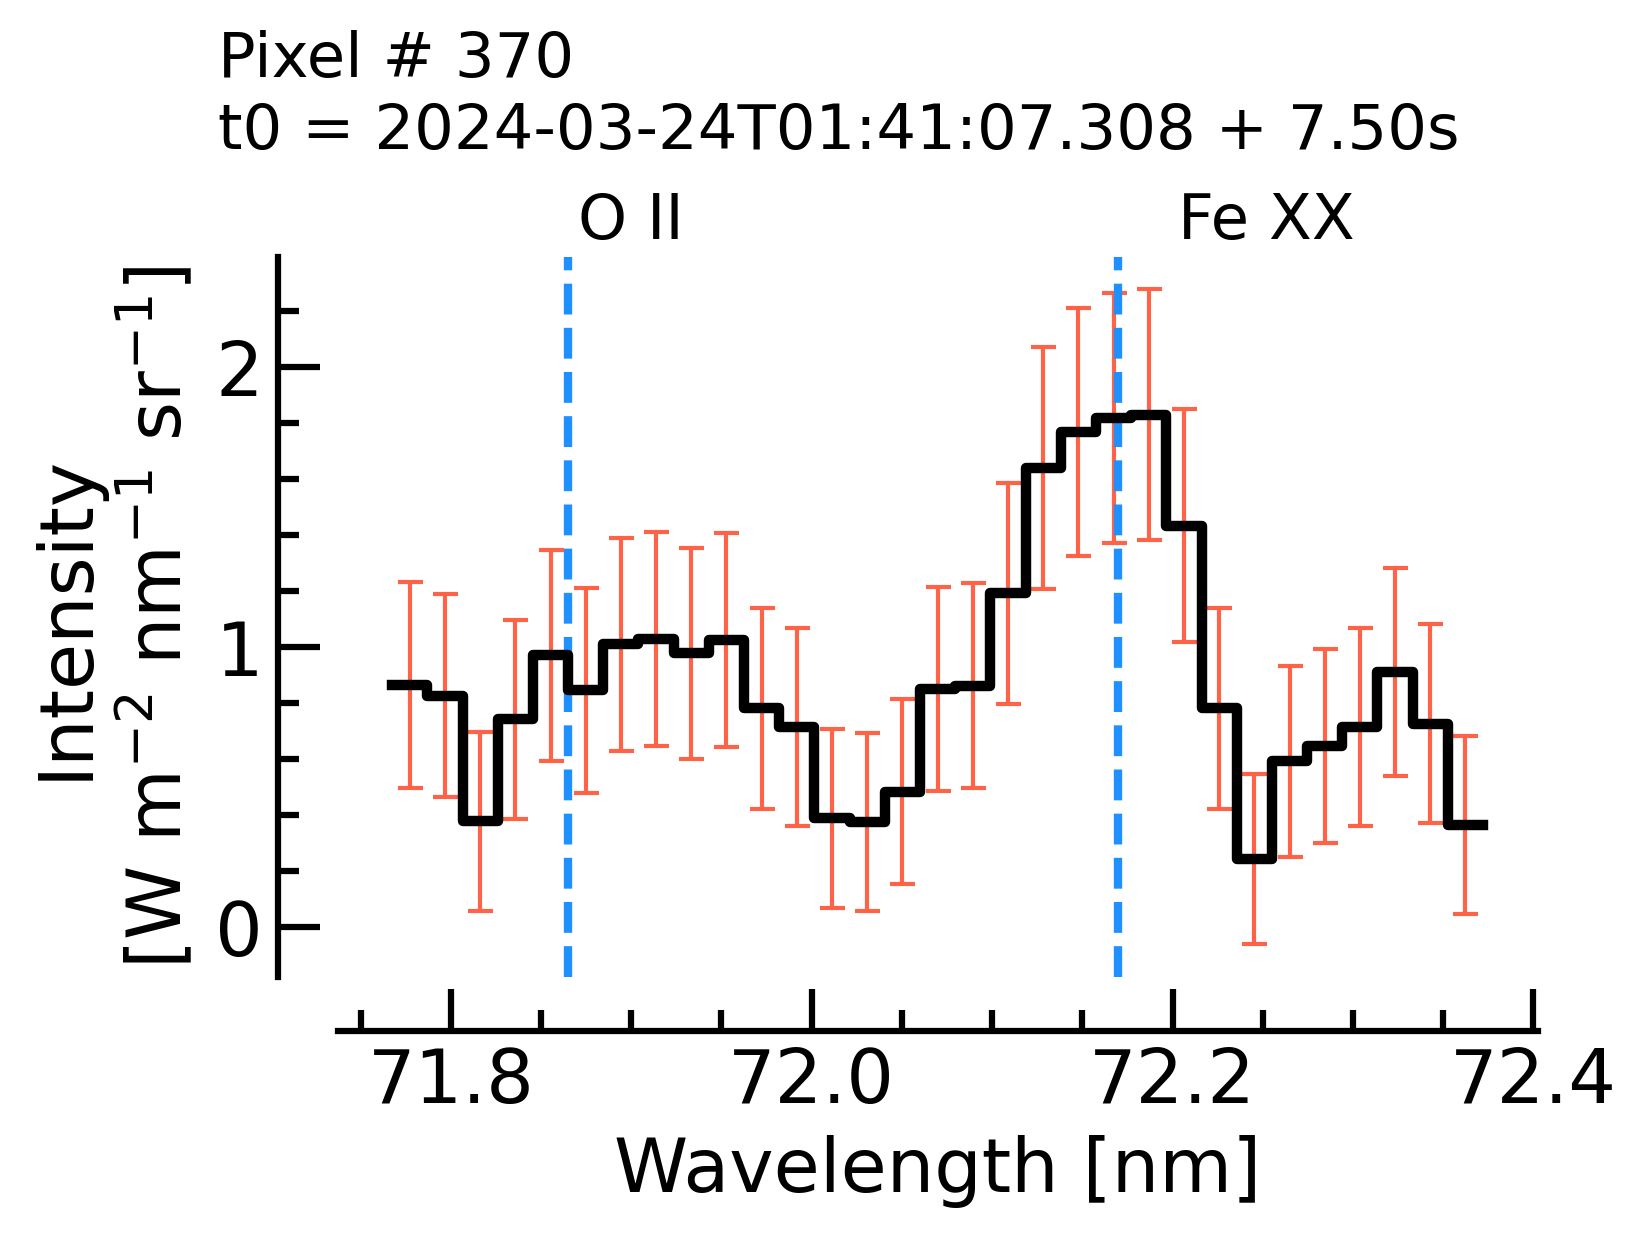 Pixel # 370
t0 = 2024-03-24T01:41:07.308 + 7.50s
O II
Fe XX
Intensity
[W m⁻² nm⁻¹ sr⁻¹]
2
1
0
71.8 72.0 72.2 72.4
Wavelength [nm]